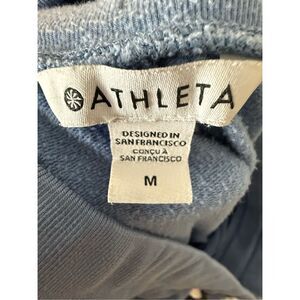 ATHLETA
DESIGNED IN
SAN FRANCISCO
CONÇU À
SAN FRANCISCO
M